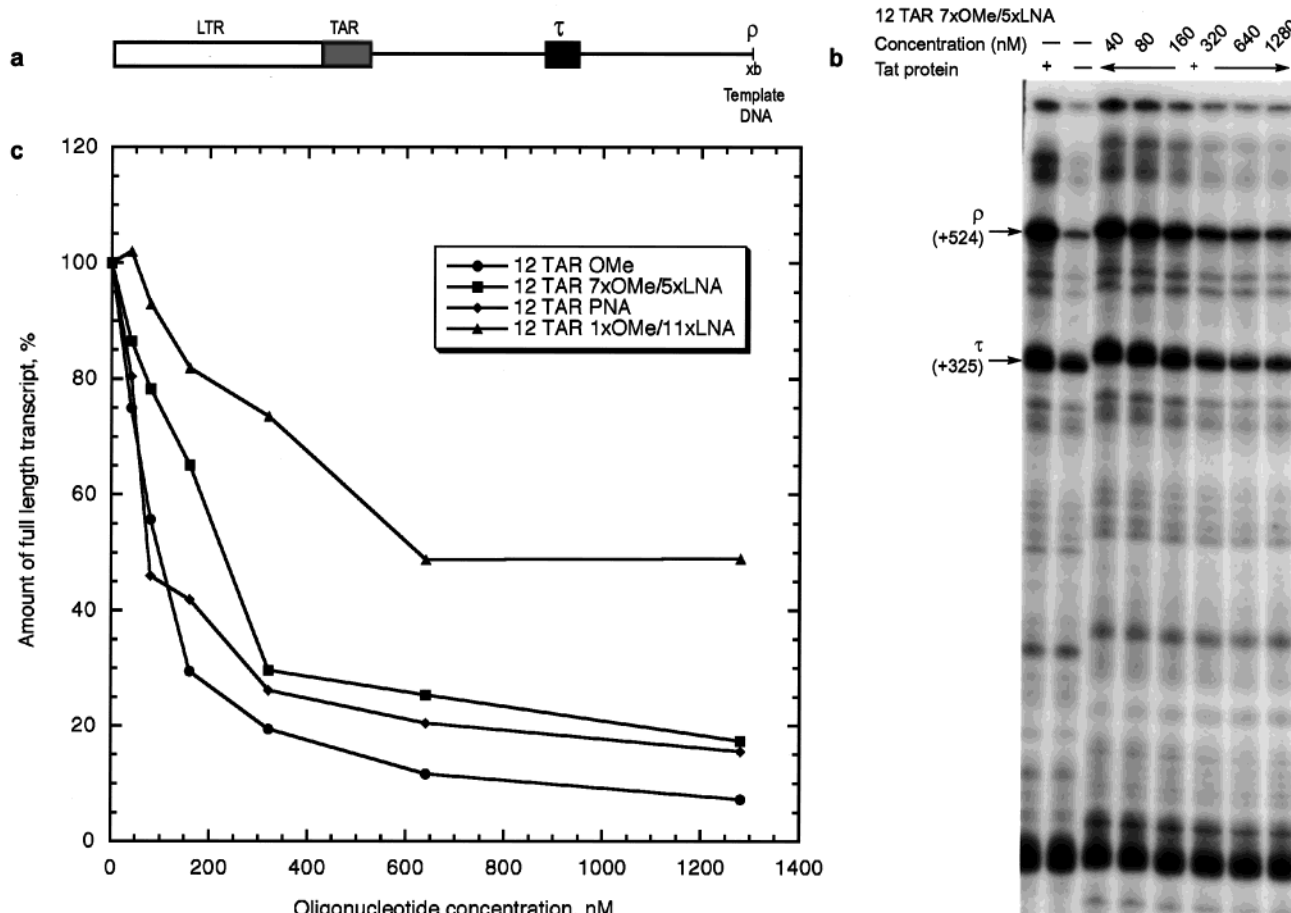 a
LTR
TAR
τ
ρ
xb
Template
DNA
b
12 TAR 7xOMe/5xLNA
Concentration (nM) — — 40 80 160 320 640 1280
Tat protein + — +
ρ
(+524)
τ
(+325)
c
Amount of full length transcript, %
120
100
80
60
40
20
0
12 TAR OMe
12 TAR 7xOMe/5xLNA
12 TAR PNA
12 TAR 1xOMe/11xLNA
0 200 400 600 800 1000 1200 1400
Oligonucleotide concentration, nM